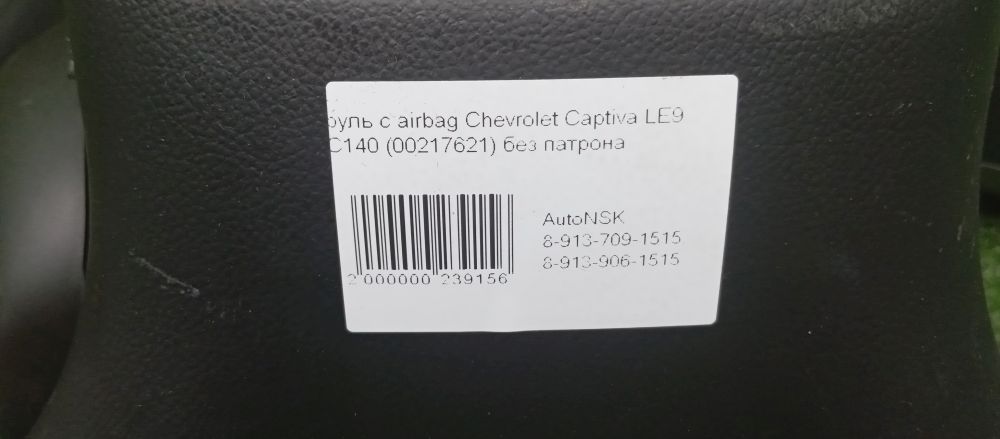 руль с airbag Chevrolet Captiva LE9
C140 (00217621) без патрона
AutoNSK
8-913-709-1515
8-913-906-1515
2 000000 239156